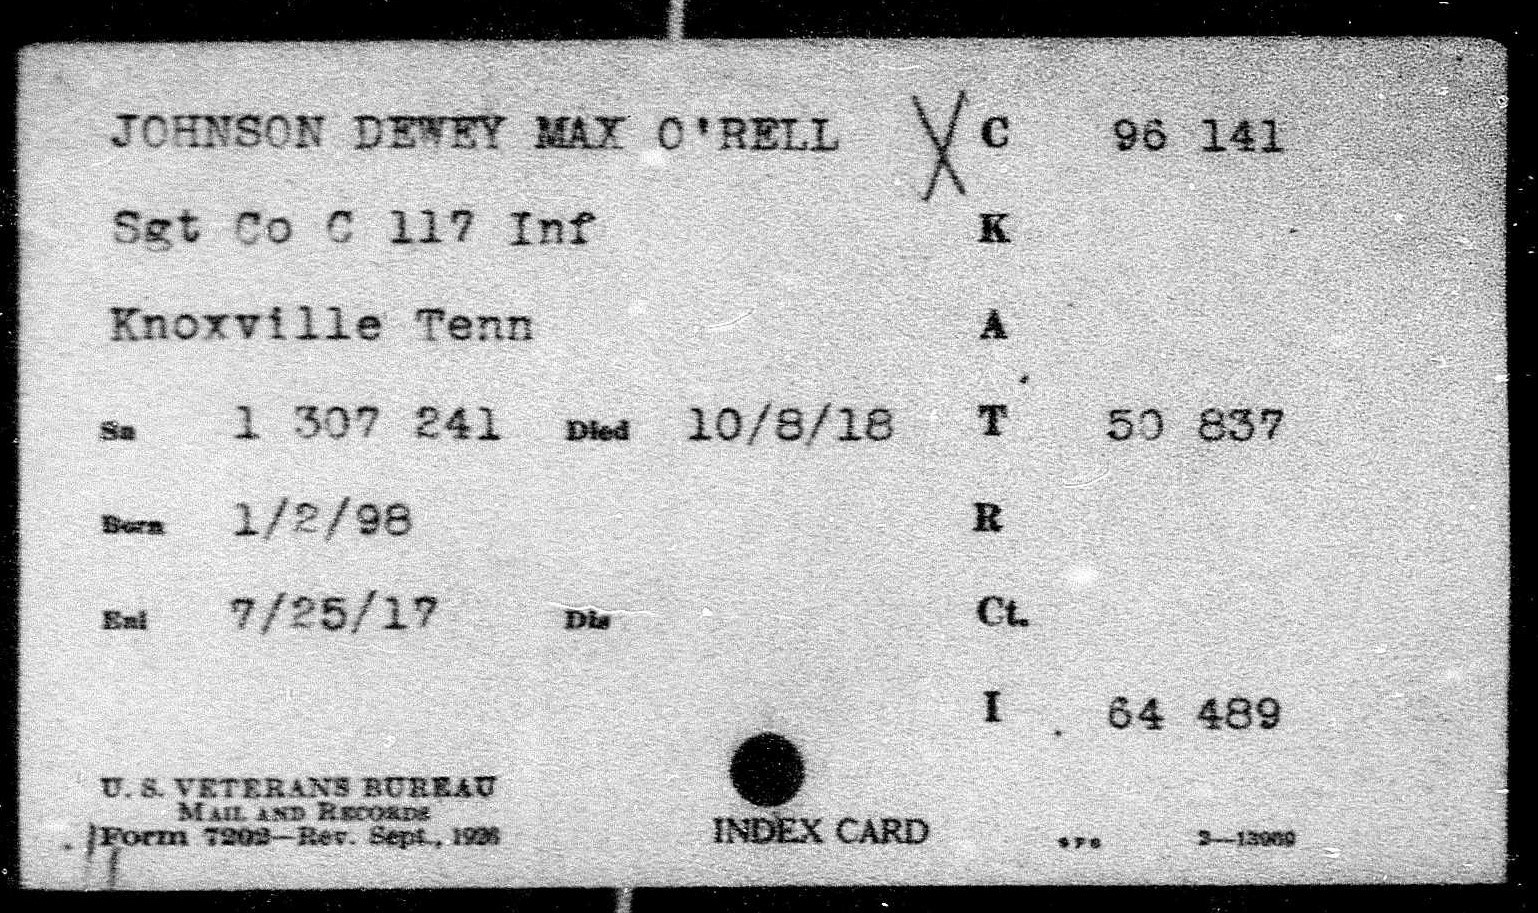 JOHNSON DEWEY MAX O'RELL C 96 141
Sgt Co C 117 Inf K
Knoxville Tenn A
Sn 1 307 241 Died 10/8/18 T 50 837
Born 1/2/98 R
Enl 7/25/17 Dis Ct.
I 64 489
U. S. VETERANS BUREAU
MAIL AND RECORDS
Form 7202—Rev. Sept., 1926
INDEX CARD GPO